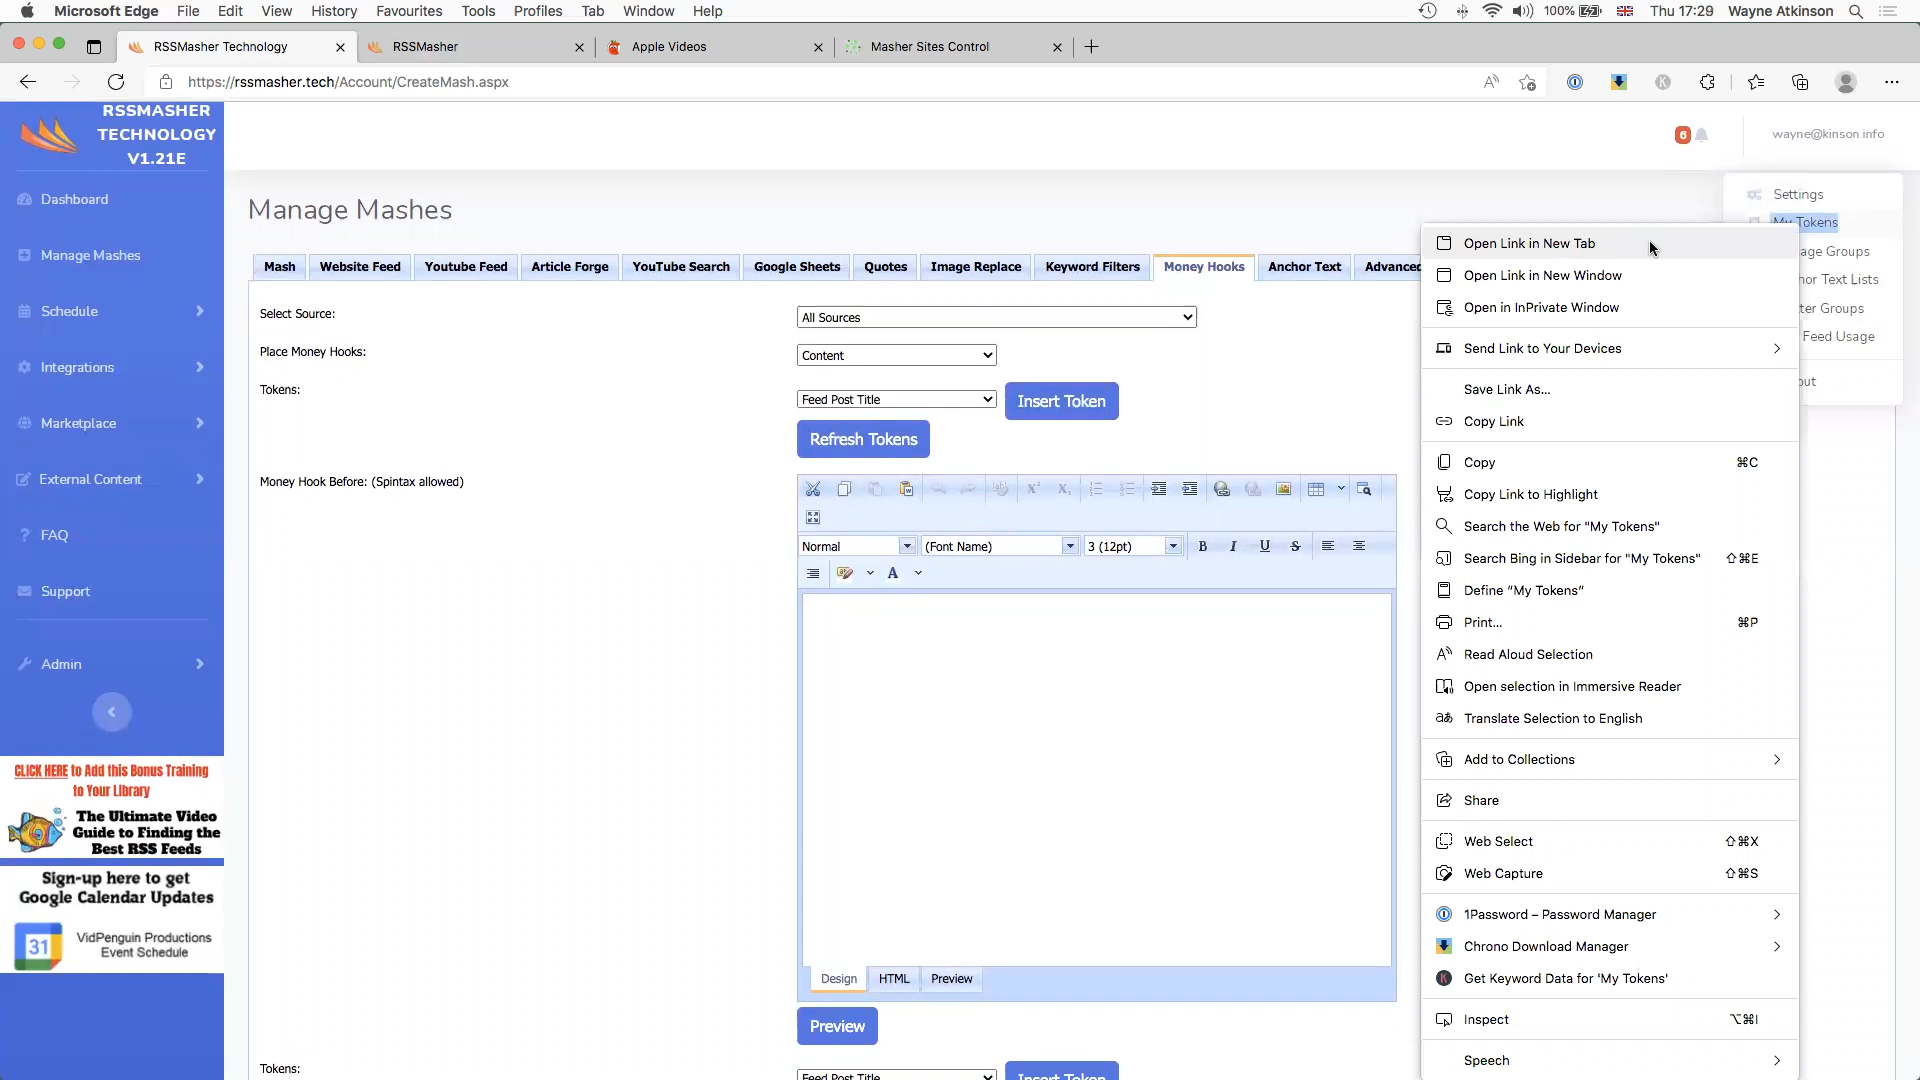 Microsoft Edge File Edit View History Favourites Tools Profiles Tab Window Help 100% Thu 17:29 Wayne Atkinson
RSSMasher Technology RSSMasher Apple Videos Masher Sites Control
https://rssmasher.tech/Account/CreateMash.aspx
RSSMASHER
TECHNOLOGY
V1.21E
6 wayne@kinson.info
Dashboard
Manage Mashes
Schedule
Integrations
Marketplace
External Content
FAQ
Support
Admin
CLICK HERE to Add this Bonus Training
to Your Library
The Ultimate Video
Guide to Finding the
Best RSS Feeds
Sign-up here to get
Google Calendar Updates
31
VidPenguin Productions
Event Schedule
Manage Mashes
Mash Website Feed Youtube Feed Article Forge YouTube Search Google Sheets Quotes Image Replace Keyword Filters Money Hooks Anchor Text Advanced
Select Source: All Sources
Place Money Hooks: Content
Tokens: Feed Post Title Insert Token
Refresh Tokens
Money Hook Before: (Spintax allowed)
Normal (Font Name) 3 (12pt) B I U S
A
Design HTML Preview
Preview
Tokens: Feed Post Title Insert Token
Settings
My Tokens
age Groups
hor Text Lists
ter Groups
Feed Usage
out
Open Link in New Tab
Open Link in New Window
Open in InPrivate Window
Send Link to Your Devices
Save Link As...
Copy Link
Copy ⌘C
Copy Link to Highlight
Search the Web for "My Tokens"
Search Bing in Sidebar for "My Tokens" ⇧⌘E
Define "My Tokens"
Print... ⌘P
Read Aloud Selection
Open selection in Immersive Reader
Translate Selection to English
Add to Collections
Share
Web Select ⇧⌘X
Web Capture ⇧⌘S
1Password – Password Manager
Chrono Download Manager
Get Keyword Data for 'My Tokens'
Inspect ⌥⌘I
Speech